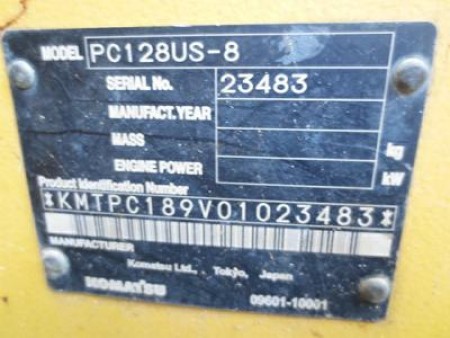 MODEL PC128US-8
SERIAL No. 23483
MANUFACT.YEAR
MASS kg
ENGINE POWER kW
Product Identification Number
*KMTPC189V01023483*
MANUFACTURER
Komatsu Ltd., Tokyo, Japan
KOMATSU 09601-10001